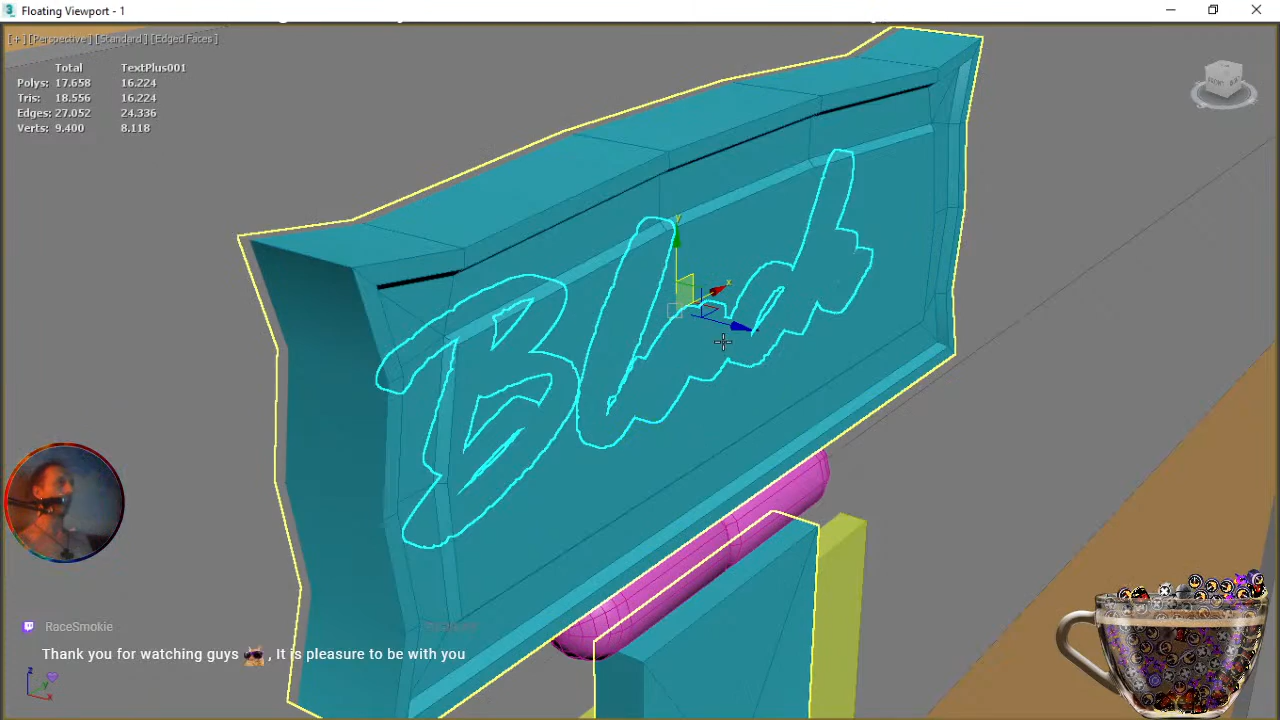 Floating Viewport - 1
[+] [Perspective] [Standard] [Edged Faces]
Total TextPlus001
Polys: 17.658 16.224
Tris: 18.556 16.224
Edges: 27.052 24.336
Verts: 9.400 8.118
y
x
RaceSmokie
Thank you for watching guys , It is pleasure to be with you
z
y
x